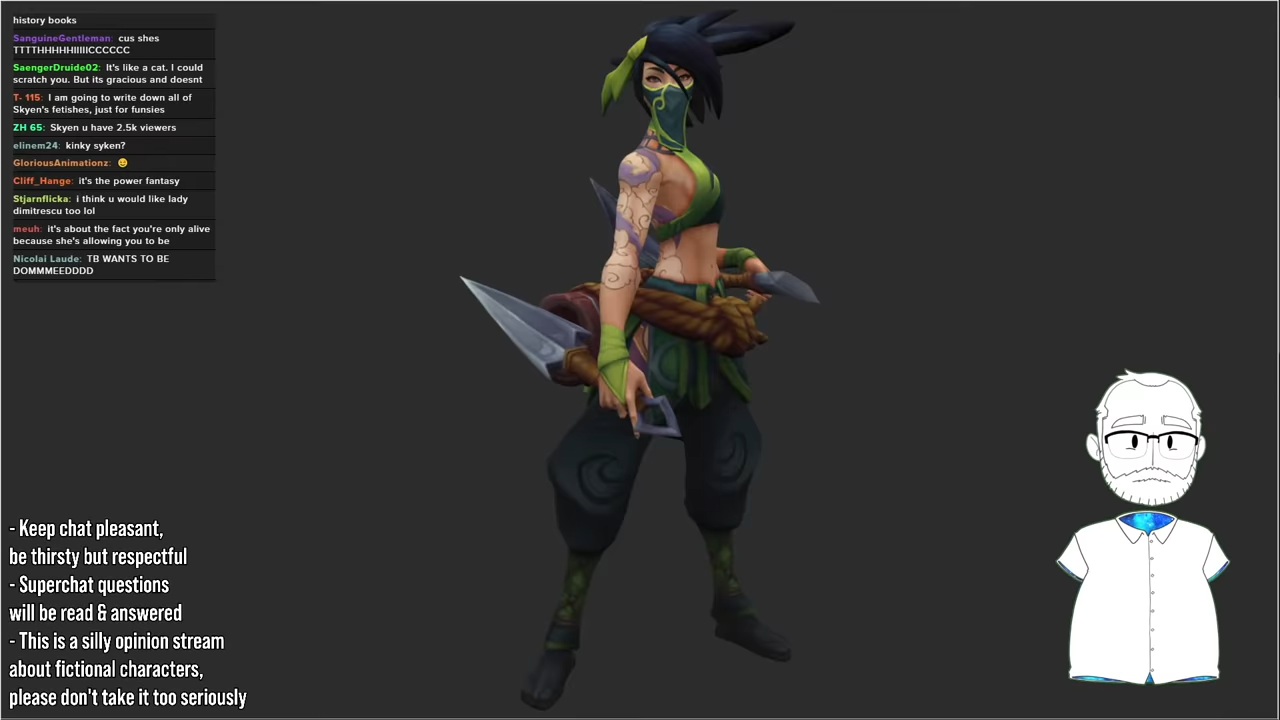 history books
SanguineGentleman: cus shes
TTTTHHHHHIIIIICCCCCC
SaengerDruide02: It's like a cat. I could
scratch you. But its gracious and doesnt
T- 115: I am going to write down all of
Skyen's fetishes, just for funsies
ZH 65: Skyen u have 2.5k viewers
elinem24: kinky syken?
GloriousAnimationz: 😉
Cliff_Hange: it's the power fantasy
Stjarnflicka: i think u would like lady
dimitrescu too lol
meuh: it's about the fact you're only alive
because she's allowing you to be
Nicolai Laude: TB WANTS TO BE
DOMMMEEDDDD
- Keep chat pleasant,
be thirsty but respectful
- Superchat questions
will be read & answered
- This is a silly opinion stream
about fictional characters,
please don't take it too seriously